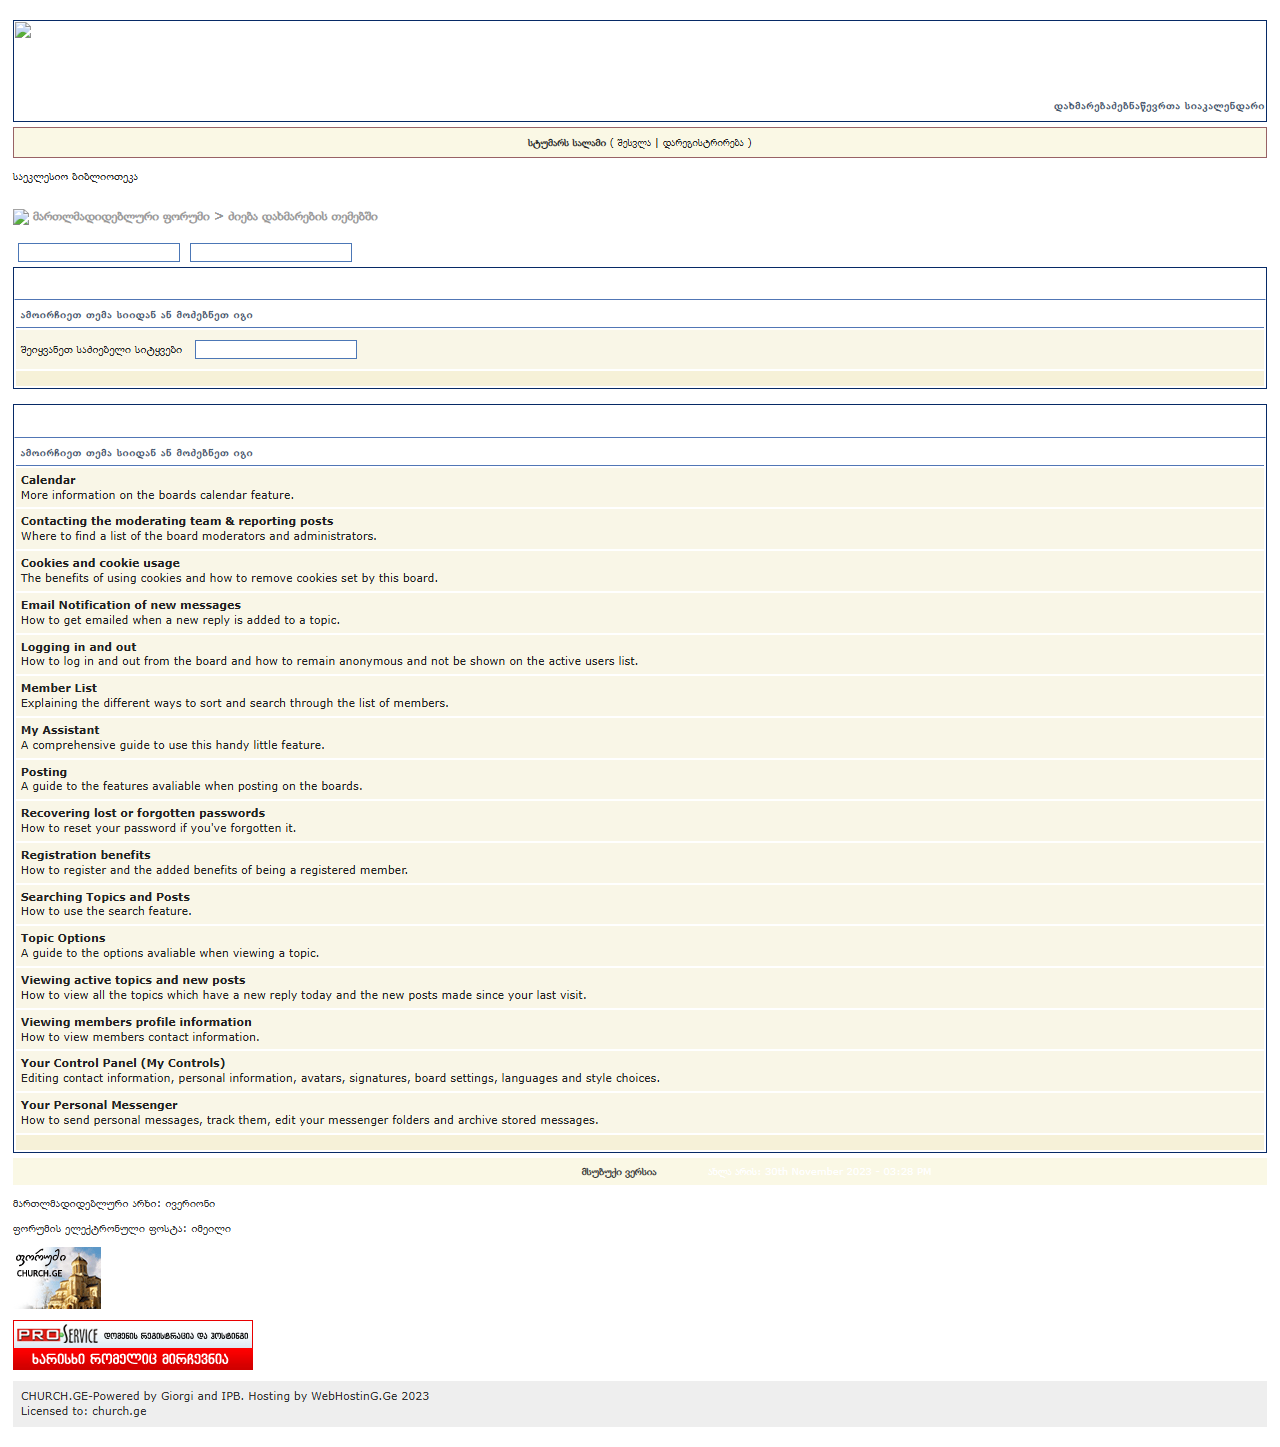 დახმარებაძებნაწევრთა სიაკალენდარი
სტუმარს სალამი ( შესვლა | დარეგისტრირება )
საეკლესიო ბიბლიოთეკა
მართლმადიდებლური ფორუმი > ძიება დახმარების თემებში
ამოირჩიეთ თემა სიიდან ან მოძებნეთ იგი
შეიყვანეთ საძიებელი სიტყვები
ამოირჩიეთ თემა სიიდან ან მოძებნეთ იგი
Calendar
More information on the boards calendar feature.
Contacting the moderating team & reporting posts
Where to find a list of the board moderators and administrators.
Cookies and cookie usage
The benefits of using cookies and how to remove cookies set by this board.
Email Notification of new messages
How to get emailed when a new reply is added to a topic.
Logging in and out
How to log in and out from the board and how to remain anonymous and not be shown on the active users list.
Member List
Explaining the different ways to sort and search through the list of members.
My Assistant
A comprehensive guide to use this handy little feature.
Posting
A guide to the features avaliable when posting on the boards.
Recovering lost or forgotten passwords
How to reset your password if you've forgotten it.
Registration benefits
How to register and the added benefits of being a registered member.
Searching Topics and Posts
How to use the search feature.
Topic Options
A guide to the options avaliable when viewing a topic.
Viewing active topics and new posts
How to view all the topics which have a new reply today and the new posts made since your last visit.
Viewing members profile information
How to view members contact information.
Your Control Panel (My Controls)
Editing contact information, personal information, avatars, signatures, board settings, languages and style choices.
Your Personal Messenger
How to send personal messages, track them, edit your messenger folders and archive stored messages.
მსუბუქი ვერსია
მართლმადიდებლური არხი: ივერიონი
ფორუმის ელექტრონული ფოსტა: იმეილი
ფორუმი
CHURCH.GE
PRO SERVICE დომენის რეგისტრაცია და ჰოსტინგი
ხარისხი რომელიც მირჩევნია
CHURCH.GE-Powered by Giorgi and IPB. Hosting by WebHostinG.Ge 2023
Licensed to: church.ge